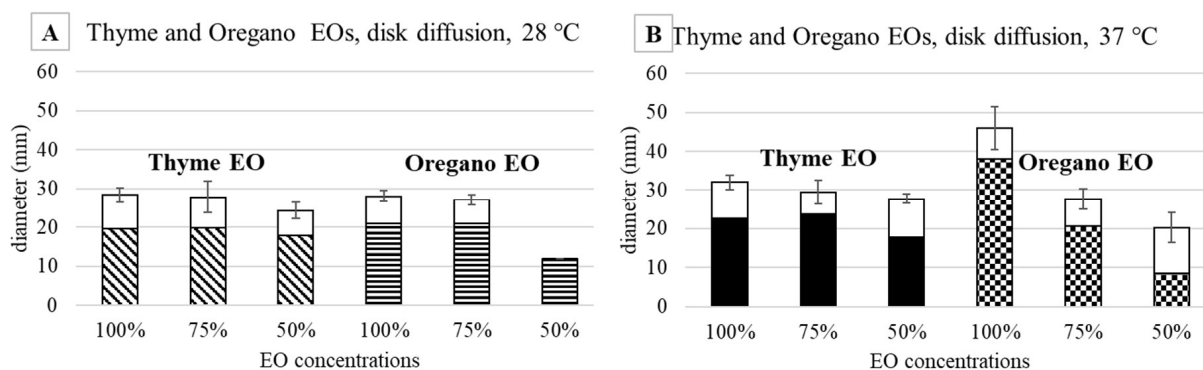 A Thyme and Oregano EOs, disk diffusion, 28 °C
60
50
40
30
20
10
0
diameter (mm)
Thyme EO
Oregano EO
100% 75% 50% 100% 75% 50%
EO concentrations
B Thyme and Oregano EOs, disk diffusion, 37 °C
60
50
40
30
20
10
0
diameter (mm)
Thyme EO
Oregano EO
100% 75% 50% 100% 75% 50%
EO concentrations